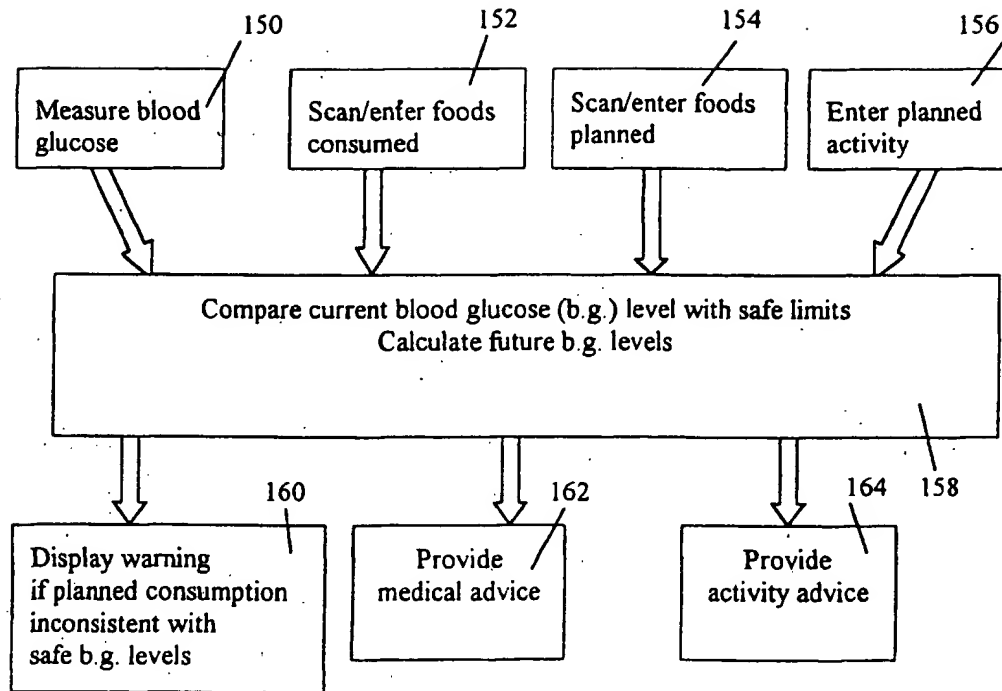 150
152
154
156
Measure blood
glucose
Scan/enter foods
consumed
Scan/enter foods
planned
Enter planned
activity
Compare current blood glucose (b.g.) level with safe limits
Calculate future b.g. levels
158
160
162
164
Display warning
if planned consumption
inconsistent with
safe b.g. levels
Provide
medical advice
Provide
activity advice